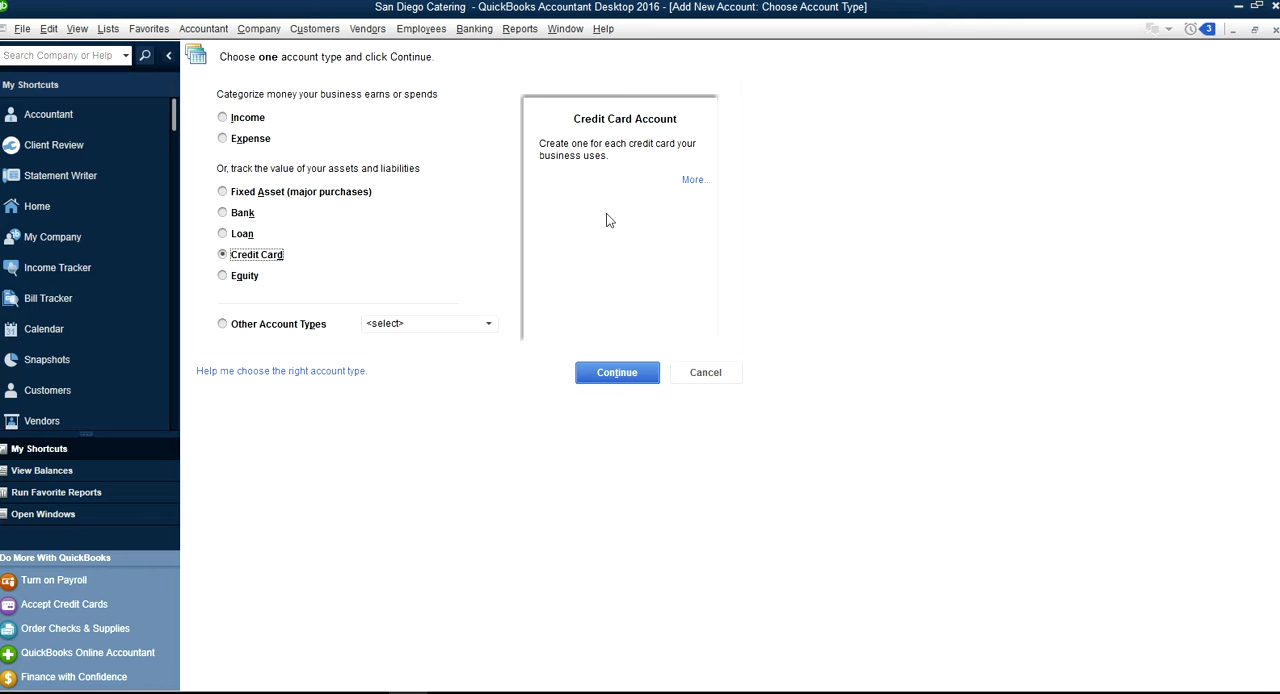 San Diego Catering - QuickBooks Accountant Desktop 2016 - [Add New Account: Choose Account Type]
File Edit View Lists Favorites Accountant Company Customers Vendors Employees Banking Reports Window Help
3
Search Company or Help
Choose one account type and click Continue.
My Shortcuts
Accountant
Client Review
Statement Writer
Home
My Company
Income Tracker
Bill Tracker
Calendar
Snapshots
Customers
Vendors
My Shortcuts
View Balances
Run Favorite Reports
Open Windows
Do More With QuickBooks
Turn on Payroll
Accept Credit Cards
Order Checks & Supplies
QuickBooks Online Accountant
Finance with Confidence
Categorize money your business earns or spends
Income
Expense
Or, track the value of your assets and liabilities
Fixed Asset (major purchases)
Bank
Loan
Credit Card
Equity
Other Account Types <select>
Help me choose the right account type.
Credit Card Account
Create one for each credit card your
business uses.
More...
Continue Cancel